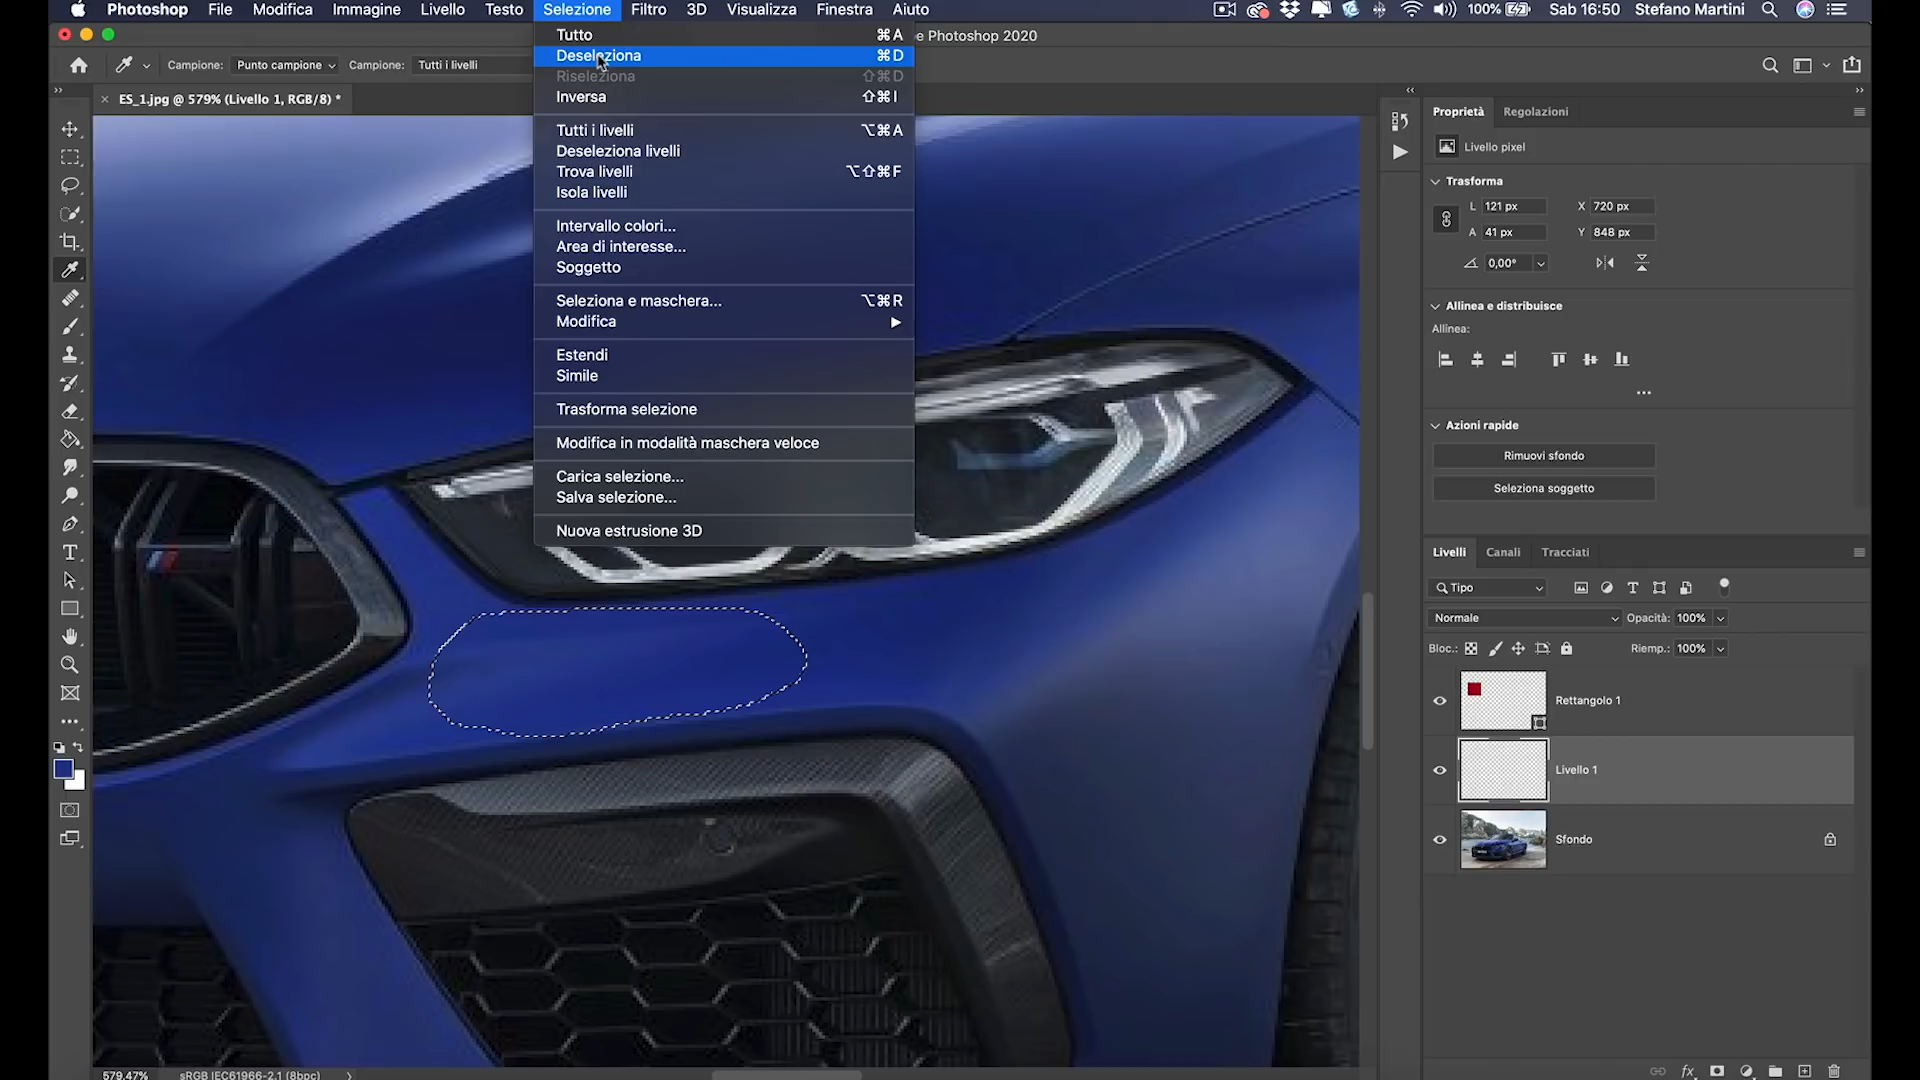 Photoshop File Modifica Immagine Livello Testo Selezione Filtro 3D Visualizza Finestra Aiuto 100% Sab 16:50 Stefano Martini
e Photoshop 2020
Campione: Punto campione Campione: Tutti i livelli
ES_1.jpg @ 579% (Livello 1, RGB/8) *
Tutto ⌘A
Deseleziona ⌘D
Riseleziona ⇧⌘D
Inversa ⇧⌘I
Tutti i livelli ⌥⌘A
Deseleziona livelli
Trova livelli ⌥⇧⌘F
Isola livelli
Intervallo colori...
Area di interesse...
Soggetto
Seleziona e maschera... ⌥⌘R
Modifica
Estendi
Simile
Trasforma selezione
Modifica in modalità maschera veloce
Carica selezione...
Salva selezione...
Nuova estrusione 3D
Proprietà Regolazioni
Livello pixel
Trasforma
L 121 px X 720 px
A 41 px Y 848 px
0,00°
Allinea e distribuisce
Allinea:
Azioni rapide
Rimuovi sfondo
Seleziona soggetto
Livelli Canali Tracciati
Tipo
Normale Opacità: 100%
Bloc.: Riemp.: 100%
Rettangolo 1
Livello 1
Sfondo
579,47% sRGB IEC61966-2.1 (8bpc)